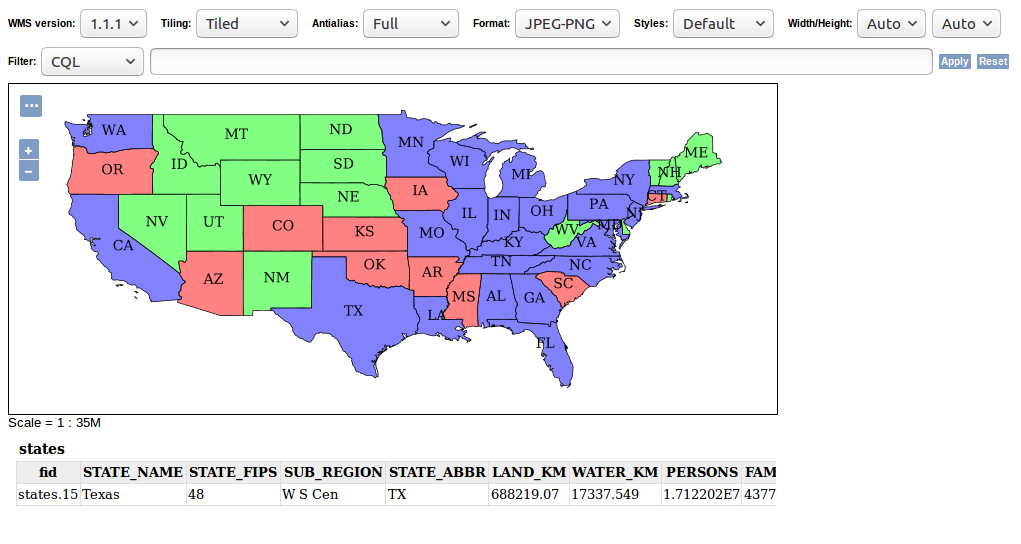 WMS version: 1.1.1 Tiling: Tiled Antialias: Full Format: JPEG-PNG Styles: Default Width/Height: Auto Auto
Filter: CQL Apply Reset
...
+
−
WA MT ND MN ME
OR ID SD WI MI NY NH
WY NE IA CT
NV UT CO KS MO IL IN OH PA NJ
CA WV MD VA
KY
AZ NM OK AR TN NC
TX LA MS AL GA SC
FL
Scale = 1 : 35M
states
fid STATE_NAME STATE_FIPS SUB_REGION STATE_ABBR LAND_KM WATER_KM PERSONS FAM
states.15 Texas 48 W S Cen TX 688219.07 17337.549 1.712202E7 4377